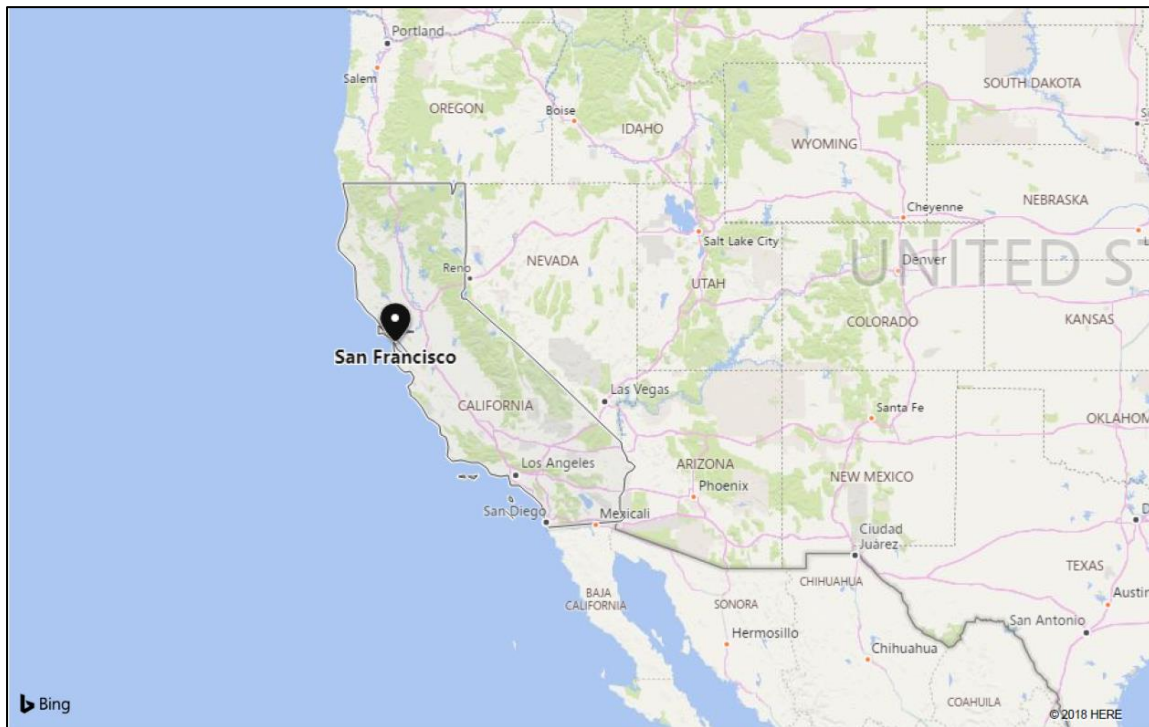 Portland
Salem
OREGON
Boise
IDAHO
SOUTH DAKOTA
WYOMING
Cheyenne
NEBRASKA
Reno
NEVADA
Salt Lake City
UTAH
UNITED S
Denver
COLORADO
KANSAS
San Francisco
CALIFORNIA
Las Vegas
Santa Fe
OKLAHOM
Los Angeles
ARIZONA
Phoenix
NEW MEXICO
San Diego
Mexicali
Ciudad
Juárez
TEXAS
BAJA
CALIFORNIA
SONORA
CHIHUAHUA
Austin
San Antonio
Hermosillo
Chihuahua
COAHUILA
Bing
© 2018 HERE